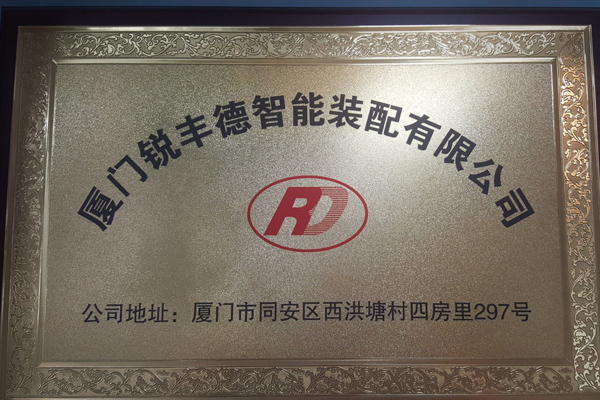 厦门锐丰德智能装配有限公司
RD
公司地址：厦门市同安区西洪塘村四房里297号